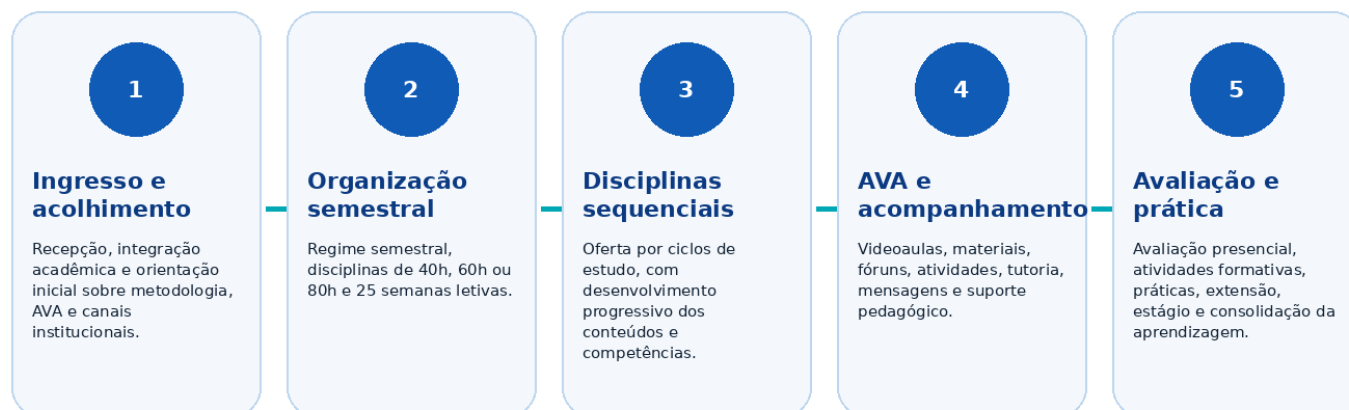 1
Ingresso e
acolhimento
Recepção, integração
acadêmica e orientação
inicial sobre metodologia,
AVA e canais
institucionais.
2
Organização
semestral
Regime semestral,
disciplinas de 40h, 60h ou
80h e 25 semanas letivas.
3
Disciplinas
sequenciais
Oferta por ciclos de
estudo, com
desenvolvimento
progressivo dos
conteúdos e
competências.
4
AVA e
acompanhamento
Videoaulas, materiais,
fóruns, atividades, tutoria,
mensagens e suporte
pedagógico.
5
Avaliação e
prática
Avaliação presencial,
atividades formativas,
práticas, extensão,
estágio e consolidação da
aprendizagem.